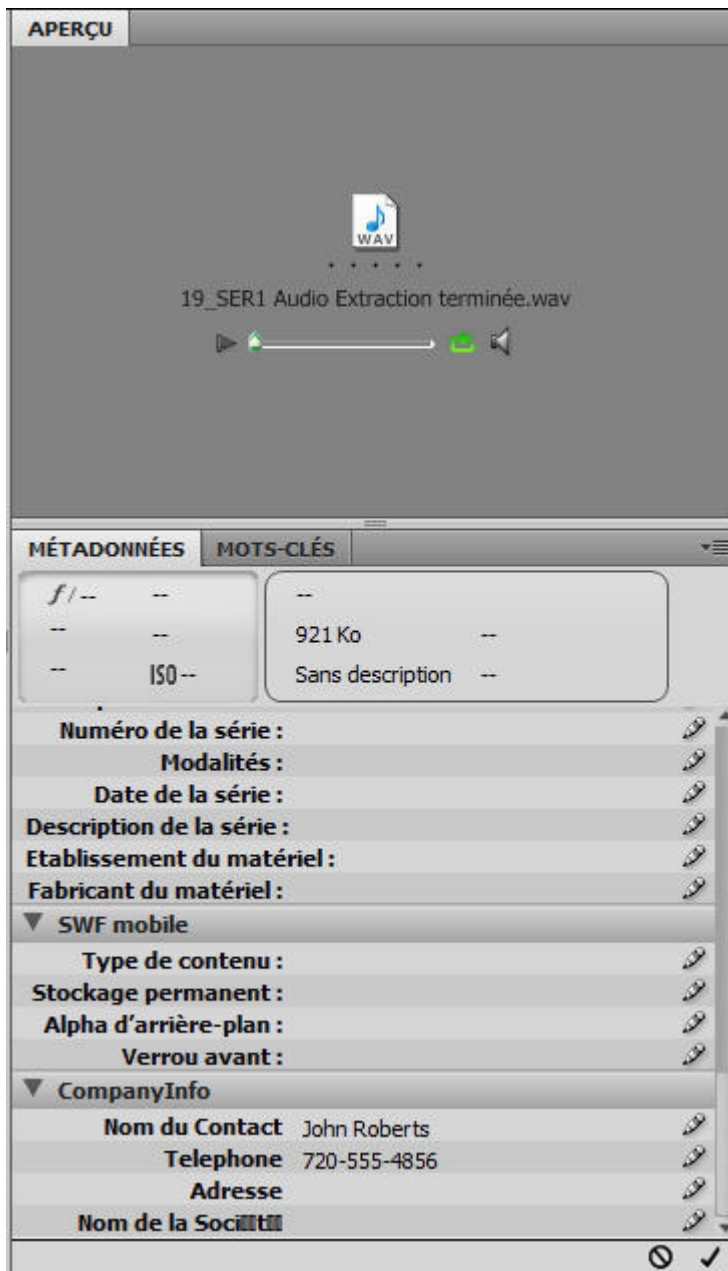 APERÇU
WAV
19_SER1 Audio Extraction terminée.wav
MÉTADONNÉES MOTS-CLÉS
f/-- -- --
-- -- 921 Ko --
-- ISO -- Sans description --
Numéro de la série :
Modalités :
Date de la série :
Description de la série :
Etablissement du matériel :
Fabricant du matériel :
SWF mobile
Type de contenu :
Stockage permanent :
Alpha d'arrière-plan :
Verrou avant :
CompanyInfo
Nom du Contact John Roberts
Telephone 720-555-4856
Adresse
Nom de la